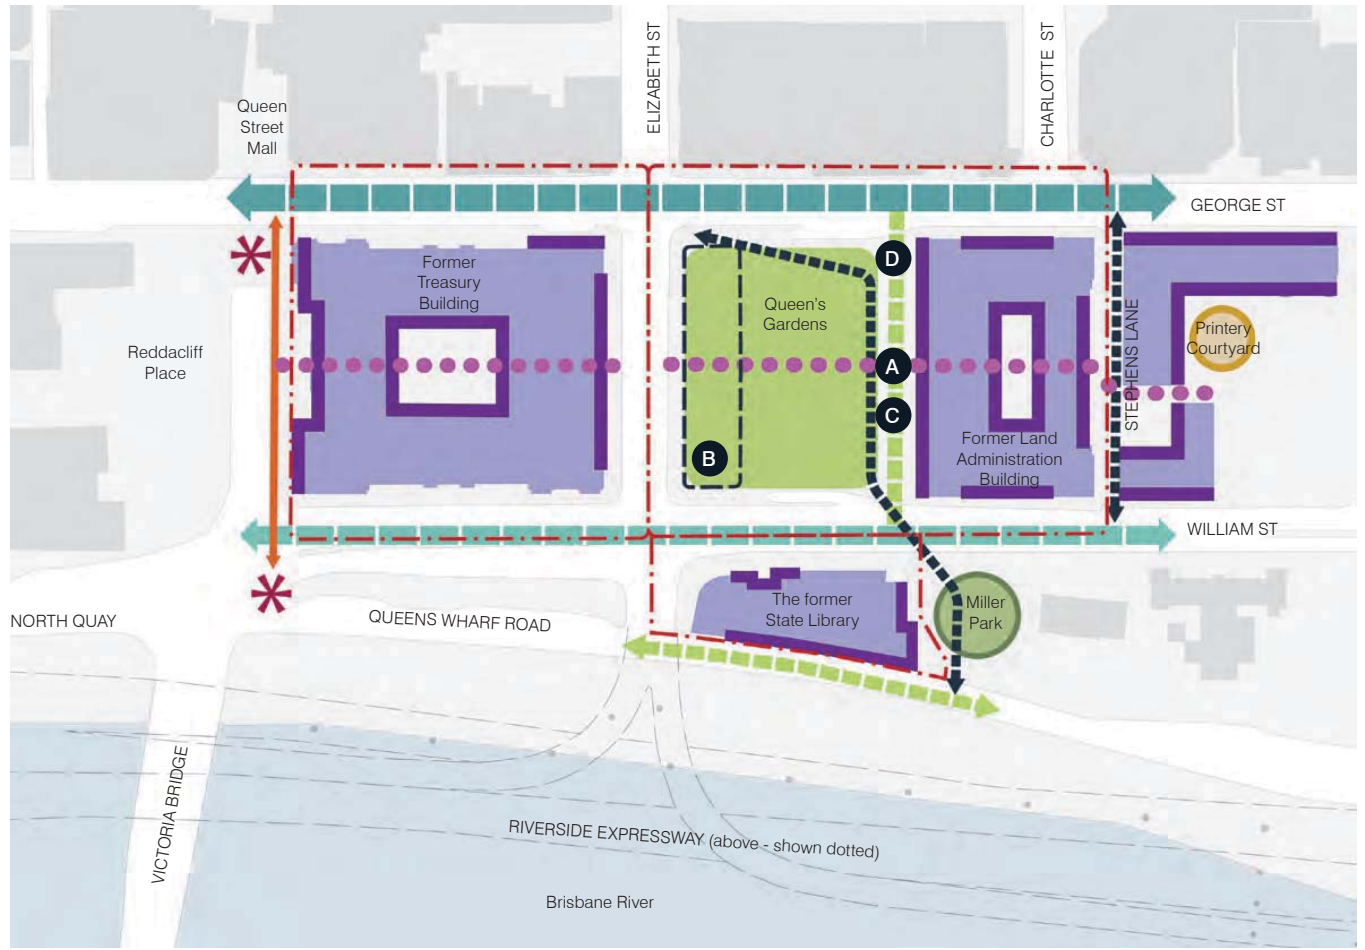 ELIZABETH ST
CHARLOTTE ST
Queen
Street
Mall
GEORGE ST
Former
Treasury
Building
D
Queen's
Gardens
STEPHENS LANE
Printery
Courtyard
Reddacliff
Place
A
C
B
Former Land
Administration
Building
WILLIAM ST
The former
State Library
Miller
Park
NORTH QUAY
QUEENS WHARF ROAD
VICTORIA BRIDGE
RIVERSIDE EXPRESSWAY (above - shown dotted)
Brisbane River